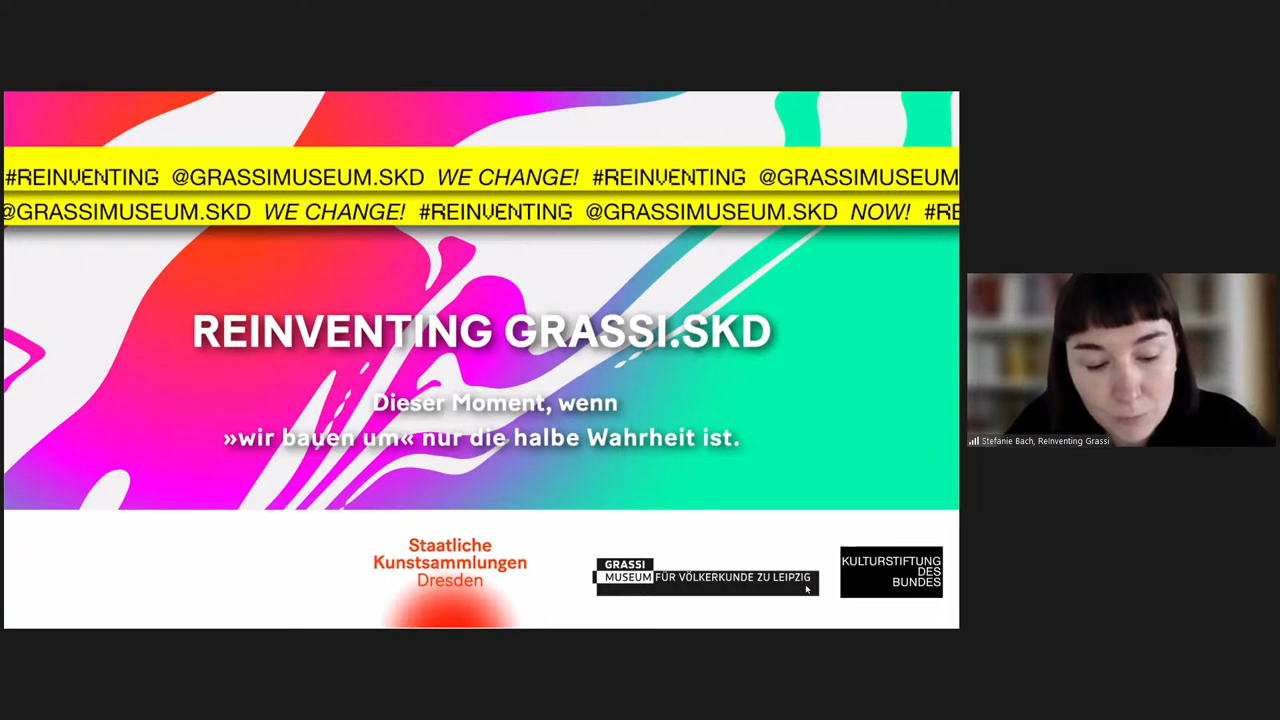 #REINVENTING @GRASSIMUSEUM.SKD WE CHANGE! #REINVENTING @GRASSIMUSEUM
@GRASSIMUSEUM.SKD WE CHANGE! #REINVENTING @GRASSIMUSEUM.SKD NOW! #RE
REINVENTING GRASSI.SKD
Dieser Moment, wenn
»wir bauen um« nur die halbe Wahrheit ist.
Staatliche
Kunstsammlungen
Dresden
GRASSI
MUSEUM FÜR VÖLKERKUNDE ZU LEIPZIG
KULTURSTIFTUNG
DES
BUNDES
Stefanie Bach, Reinventing Grassi